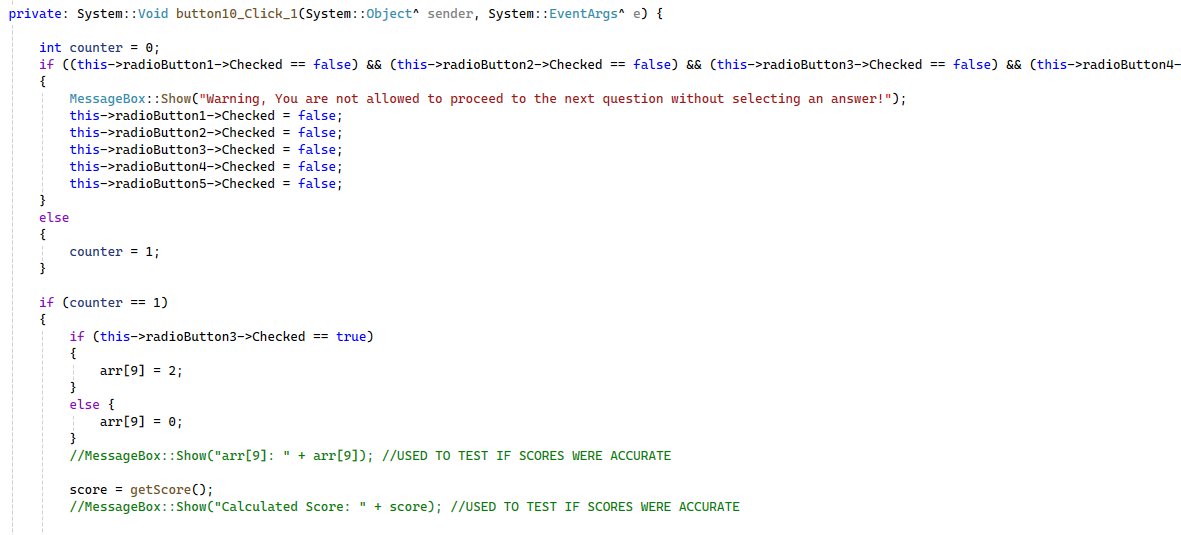 private: System::Void button10_Click_1(System::Object^ sender, System::EventArgs^ e) {
int counter = 0;
if ((this->radioButton1->Checked == false) && (this->radioButton2->Checked == false) && (this->radioButton3->Checked == false) && (this->radioButton4-
{
MessageBox::Show("Warning, You are not allowed to proceed to the next question without selecting an answer!");
this->radioButton1->Checked = false;
this->radioButton2->Checked = false;
this->radioButton3->Checked = false;
this->radioButton4->Checked = false;
this->radioButton5->Checked = false;
}
else
{
counter = 1;
}
if (counter == 1)
{
if (this->radioButton3->Checked == true)
{
arr[9] = 2;
}
else {
arr[9] = 0;
}
//MessageBox::Show("arr[9]: " + arr[9]); //USED TO TEST IF SCORES WERE ACCURATE
score = getScore();
//MessageBox::Show("Calculated Score: " + score); //USED TO TEST IF SCORES WERE ACCURATE